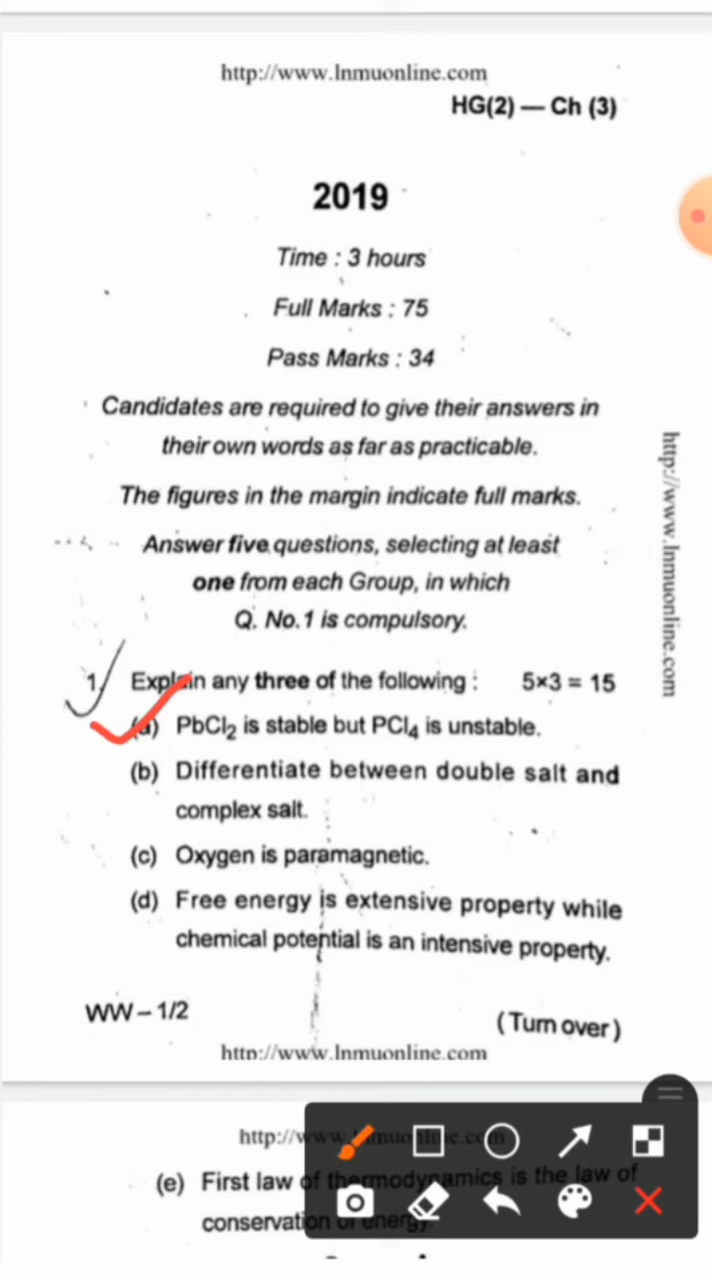 http://www.lnmuonline.com
HG(2) — Ch (3)
2019
Time : 3 hours
Full Marks : 75
Pass Marks : 34
Candidates are required to give their answers in
their own words as far as practicable.
The figures in the margin indicate full marks.
Answer five questions, selecting at least
one from each Group, in which
Q. No.1 is compulsory.
http://www.lnmuonline.com
1. Explain any three of the following : 5×3 = 15
(a) PbCl2 is stable but PCl4 is unstable.
(b) Differentiate between double salt and
complex salt.
(c) Oxygen is paramagnetic.
(d) Free energy is extensive property while
chemical potential is an intensive property.
WW – 1/2
(Turn over)
http://www.lnmuonline.com
http://www.lnmuonline.com
(e) First law of thermodynamics is the law of
conservation of energy.